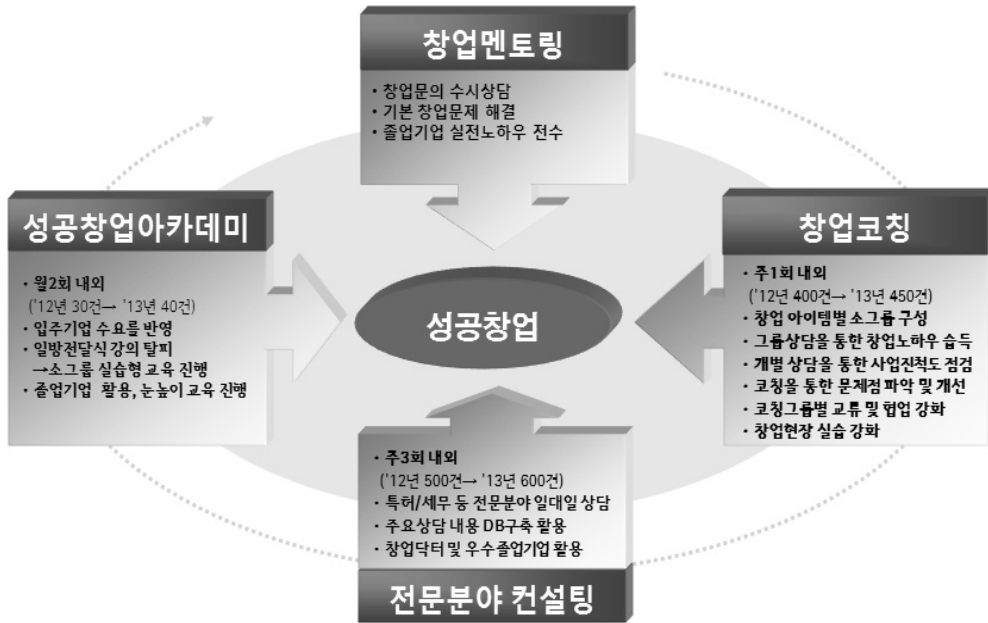 창업멘토링
· 창업문의 수시상담
· 기본 창업문제 해결
· 졸업기업 실전노하우 전수
성공창업아카데미
· 월2회 내외
('12년 30건→ '13년 40건)
· 입주기업 수요를 반영
· 일방전달식 강의 탈피
→소그룹 실습형 교육 진행
· 졸업기업 활용, 눈높이 교육 진행
성공창업
창업코칭
· 주1회 내외
('12년 400건→ '13년 450건)
· 창업 아이템별 소그룹 구성
· 그룹상담을 통한 창업노하우 습득
· 개별 상담을 통한 사업진척도 점검
· 코칭을 통한 문제점 파악 및 개선
· 코칭그룹별 교류 및 협업 강화
· 창업현장 실습 강화
· 주3회 내외
('12년 500건→ '13년 600건)
· 특허/세무 등 전문분야 일대일 상담
· 주요상담 내용 DB구축 활용
· 창업닥터 및 우수졸업기업 활용
전문분야 컨설팅